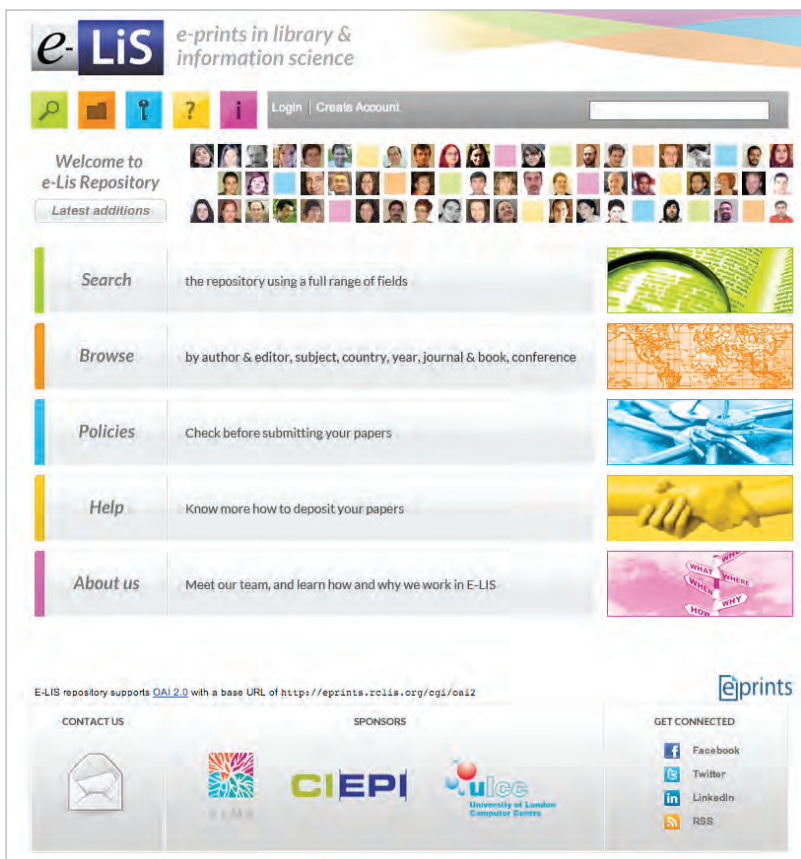 e-LiS e-prints in library &
information science
?
i
Login | Create Account
Welcome to
e-Lis Repository
Latest additions
Search
the repository using a full range of fields
Browse
by author & editor, subject, country, year, journal & book, conference
Policies
Check before submitting your papers
Help
Know more how to deposit your papers
About us
Meet our team, and learn how and why we work in E-LIS
WHAT
WHERE
WHEN
WHY
HOW
E-LIS repository supports OAI 2.0 with a base URL of http://eprints.rclis.org/cgi/oai2
eprints
CONTACT US
SPONSORS
GET CONNECTED
CIEPI
ulcc
University of London
Computer Centre
Facebook
Twitter
LinkedIn
RSS